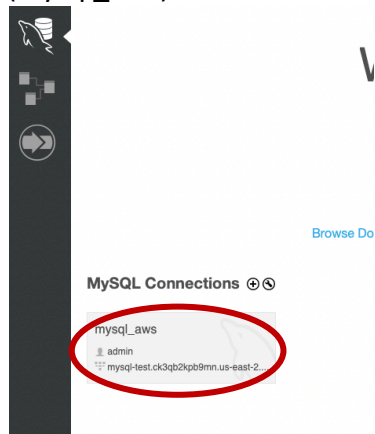 W
Browse Do
MySQL Connections
mysql_aws
admin
mysql-test.ck3qb2kpb9mn.us-east-2....